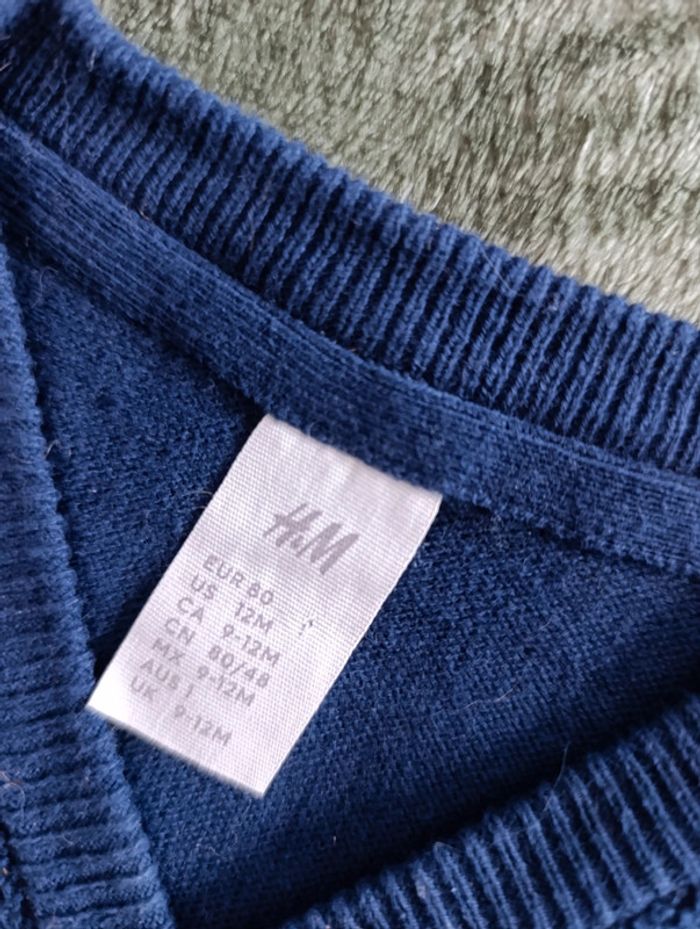 H&M
EUR 80
US 12M
CA 9-12M
CN 80/48
MX 9-12M
AUS 1
UK 9-12M